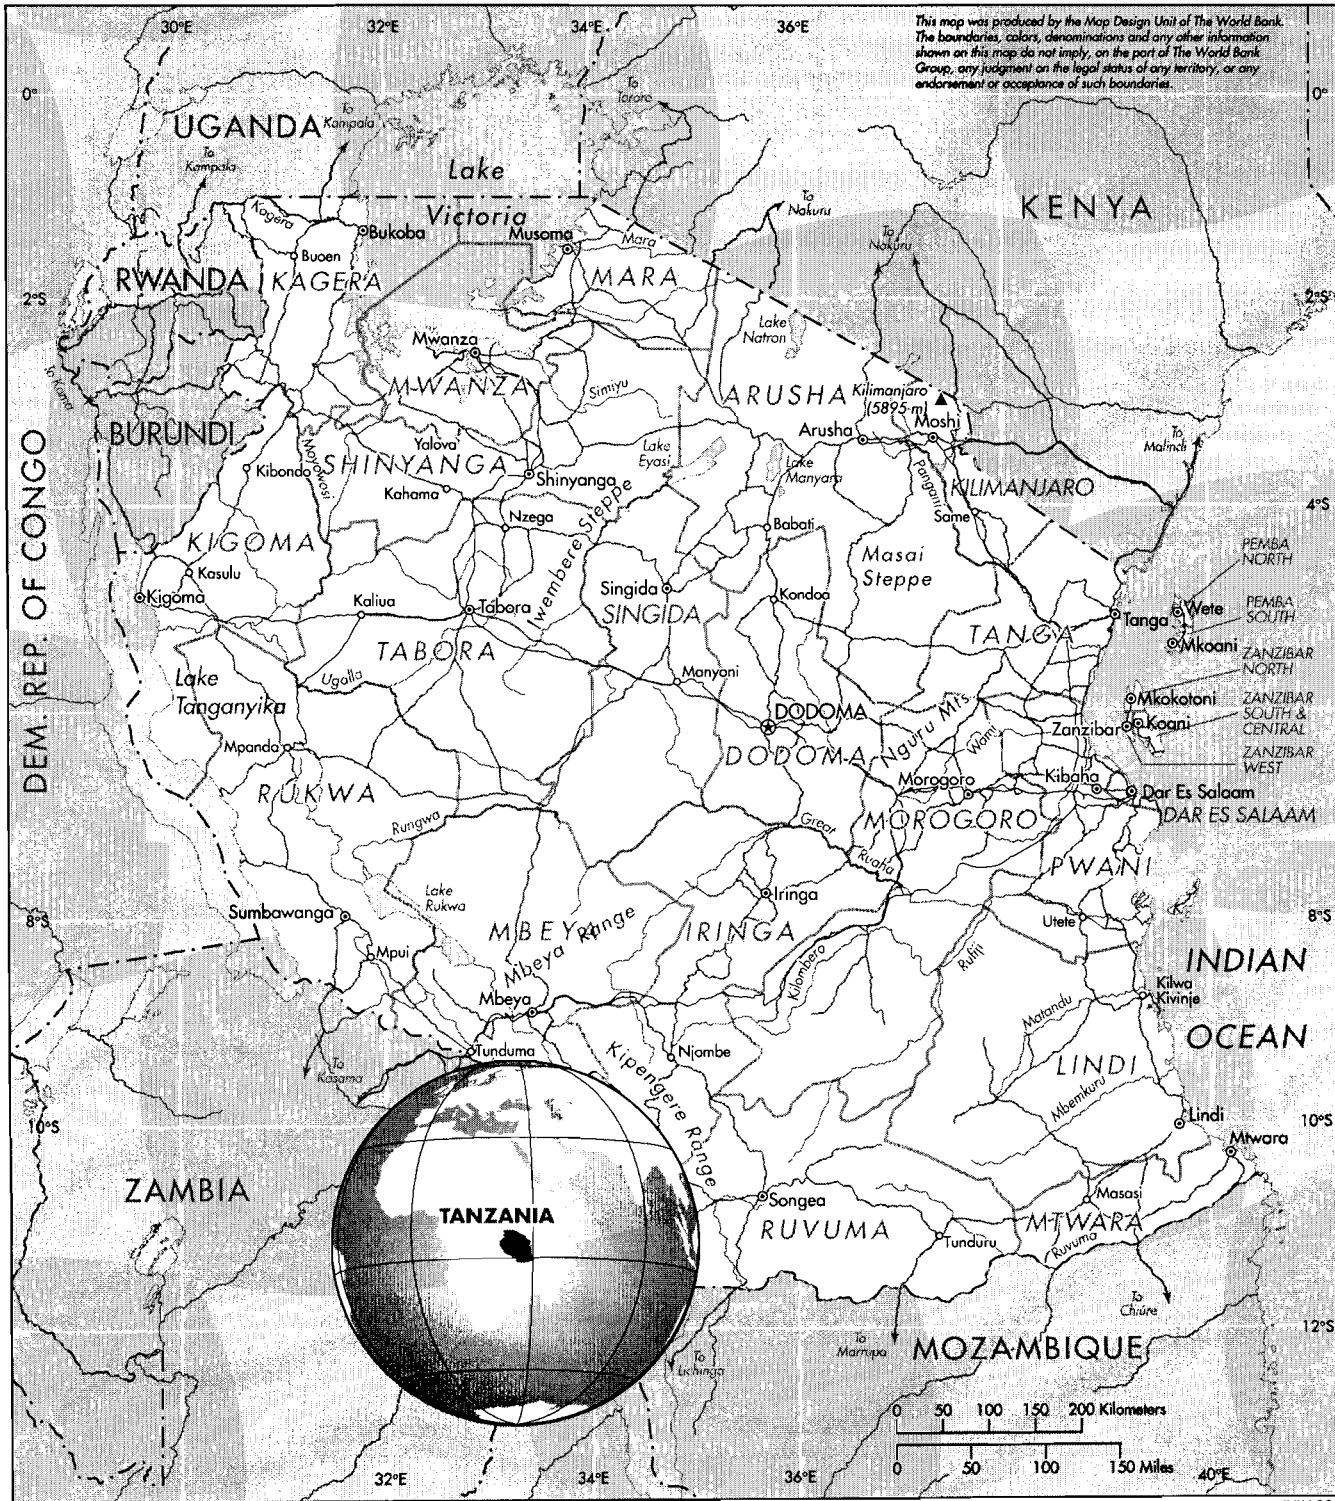 30°E
32°E
34°E
36°E
This map was produced by the Map Design Unit of The World Bank.
The boundaries, colors, denominations and any other information
shown on this map do not imply, on the part of The World Bank
Group, any judgment on the legal status of any territory, or any
endorsement or acceptance of such boundaries.
0°
0°
To
Tororo
To
Kampala
UGANDA
To
Kampala
Lake
Victoria
KENYA
To
Nakuru
To
Nakuru
Kagera
Bukoba
Musoma
Mara
Buoen
RWANDA
KAGERA
MARA
2°S
2°S
Lake
Natron
Mwanza
To
MWANZA
Simiyu
ARUSHA
Kilimanjaro
(5895 m)
BURUNDI
Arusha
Moshi
To
Malindi
Yalova
Lake
Eyasi
Kibondo
Moyowosi
SHINYANGA
Shinyanga
Lake
Manyara
Pangani
KILIMANJARO
Kahama
4°S
Nzega
Iwembere Steppe
Babati
Same
DEM. REP. OF CONGO
KIGOMA
Masai
Steppe
PEMBA
NORTH
Kasulu
Kigoma
Kaliua
Tabora
Singida
SINGIDA
Kondoa
Tanga
Wete
PEMBA
SOUTH
TANGA
Mkoani
TABORA
ZANZIBAR
NORTH
Lake
Tanganyika
Ugalla
Manyoni
Mkokotoni
ZANZIBAR
SOUTH &
CENTRAL
DODOMA
Nguru Mts.
Zanzibar
Koani
Mpanda
DODOMA
Wami
ZANZIBAR
WEST
RUKWA
Morogoro
Kibaha
Dar Es Salaam
DAR ES SALAAM
Rungwa
Great
Ruaha
MOROGORO
PWANI
Lake
Rukwa
Iringa
8°S
8°S
Sumbawanga
MBEYA
Mbeya Range
IRINGA
Utete
Mpui
Kilombero
Rufiji
INDIAN
OCEAN
Mbeya
Kilwa
Kivinje
Matandu
Tunduma
Kipengere Range
Njombe
To
Kasama
LINDI
Mbemkuru
10°S
10°S
Lindi
Mtwara
ZAMBIA
TANZANIA
Songea
RUVUMA
Masasi
MTWARA
Tunduru
Ruvuma
To
Chiúre
12°S
To
Marrupa
MOZAMBIQUE
To
Lichinga
0 50 100 150 200 Kilometers
0 50 100 150 Miles
32°E
34°E
36°E
40°E